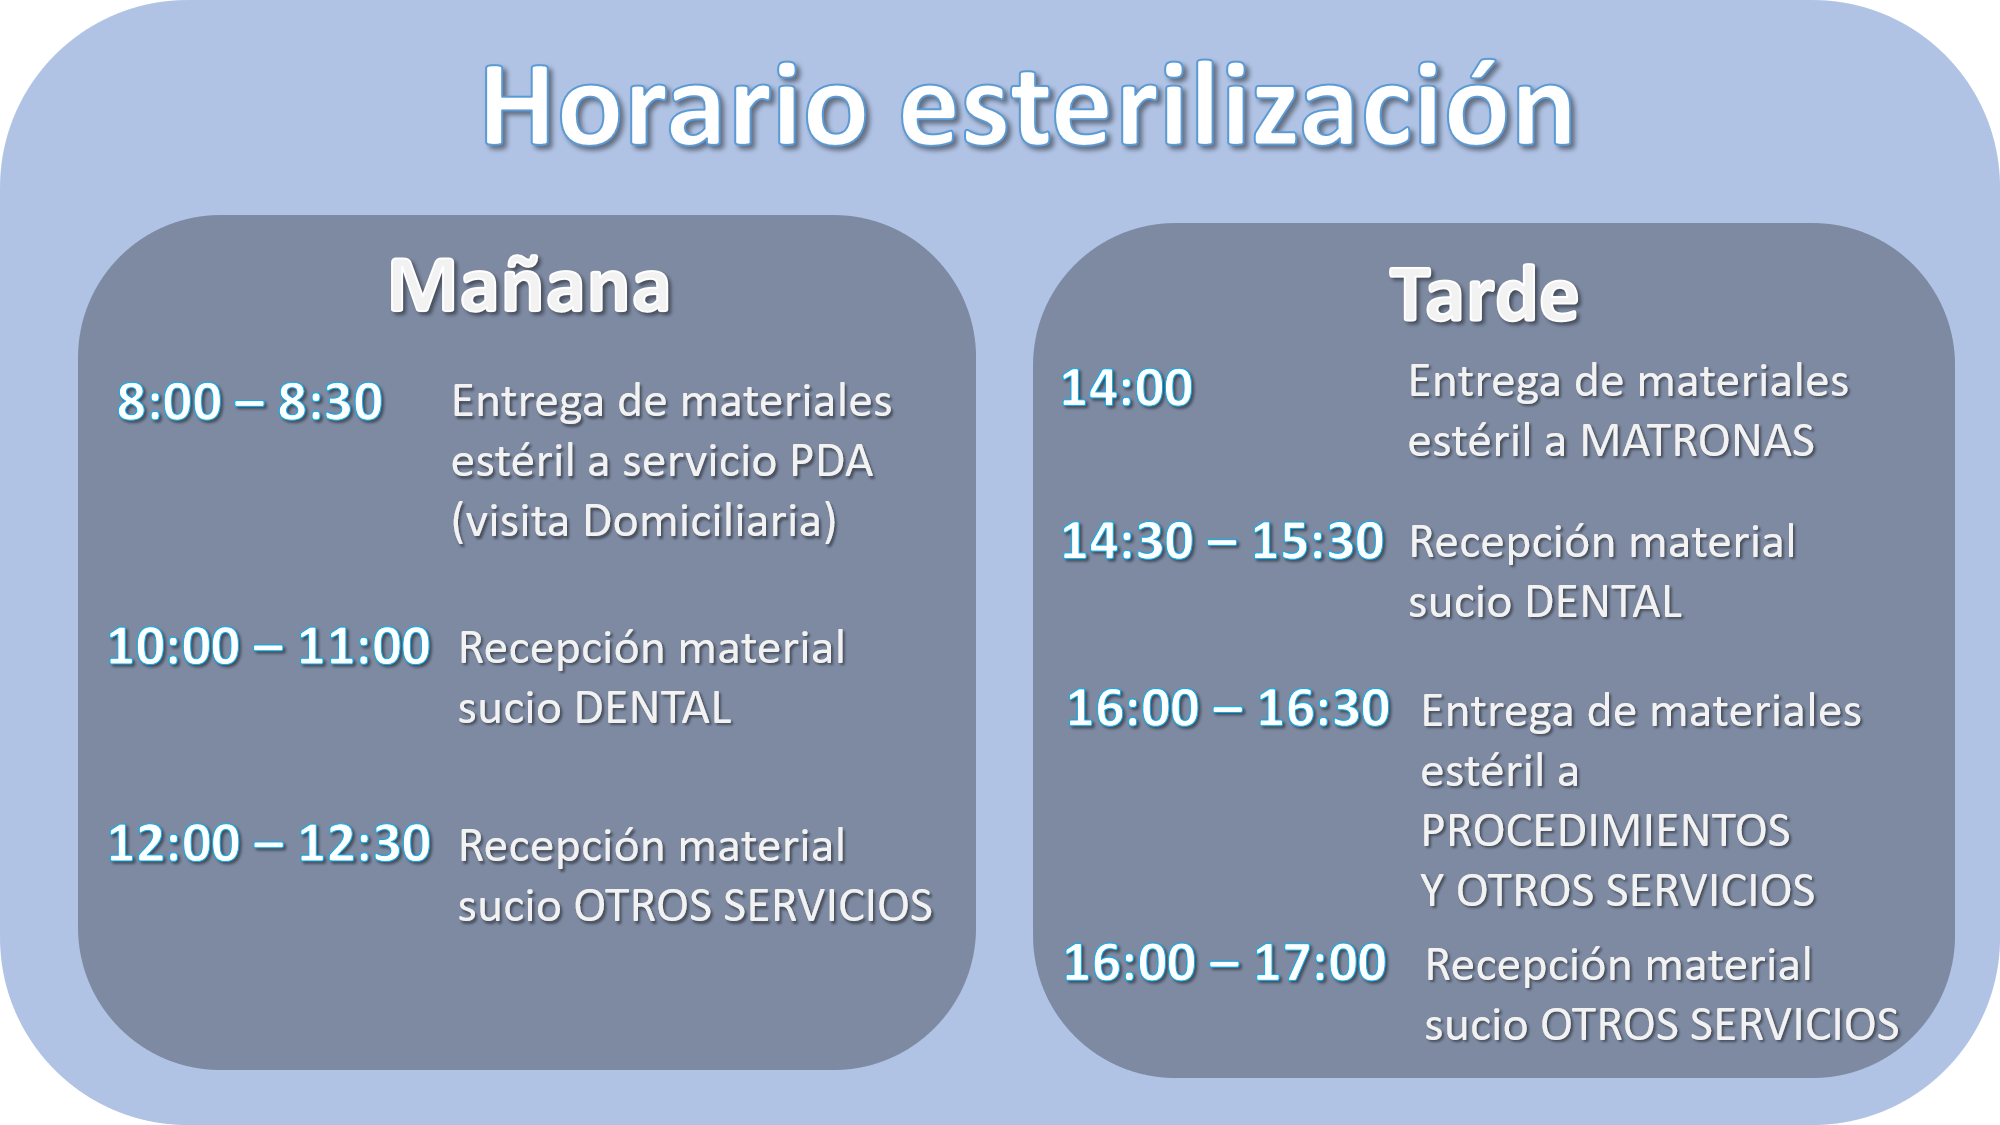 Horario esterilización
Mañana
8:00 – 8:30 Entrega de materiales
estéril a servicio PDA
(visita Domiciliaria)
10:00 – 11:00 Recepción material
sucio DENTAL
12:00 – 12:30 Recepción material
sucio OTROS SERVICIOS
Tarde
14:00 Entrega de materiales
estéril a MATRONAS
14:30 – 15:30 Recepción material
sucio DENTAL
16:00 – 16:30 Entrega de materiales
estéril a
PROCEDIMIENTOS
Y OTROS SERVICIOS
16:00 – 17:00 Recepción material
sucio OTROS SERVICIOS